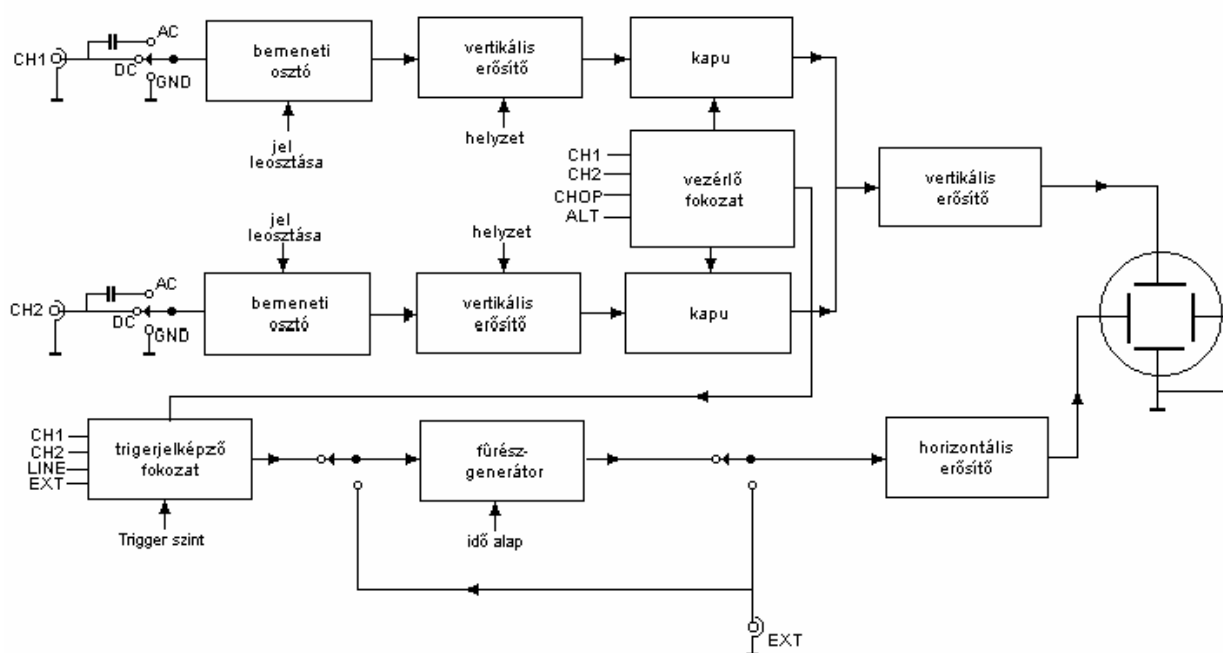 AC
CH1
DC
GND
bemeneti
osztó
vertikális
erősítő
kapu
jel
leosztása
helyzet
CH1
CH2
CHOP
ALT
vezérlő
fokozat
vertikális
erősítő
jel
leosztása
helyzet
AC
CH2
DC
GND
bemeneti
osztó
vertikális
erősítő
kapu
CH1
CH2
LINE
EXT
trigerjelképző
fokozat
fûrész-
generátor
horizontális
erősítő
Trigger szint
idő alap
EXT